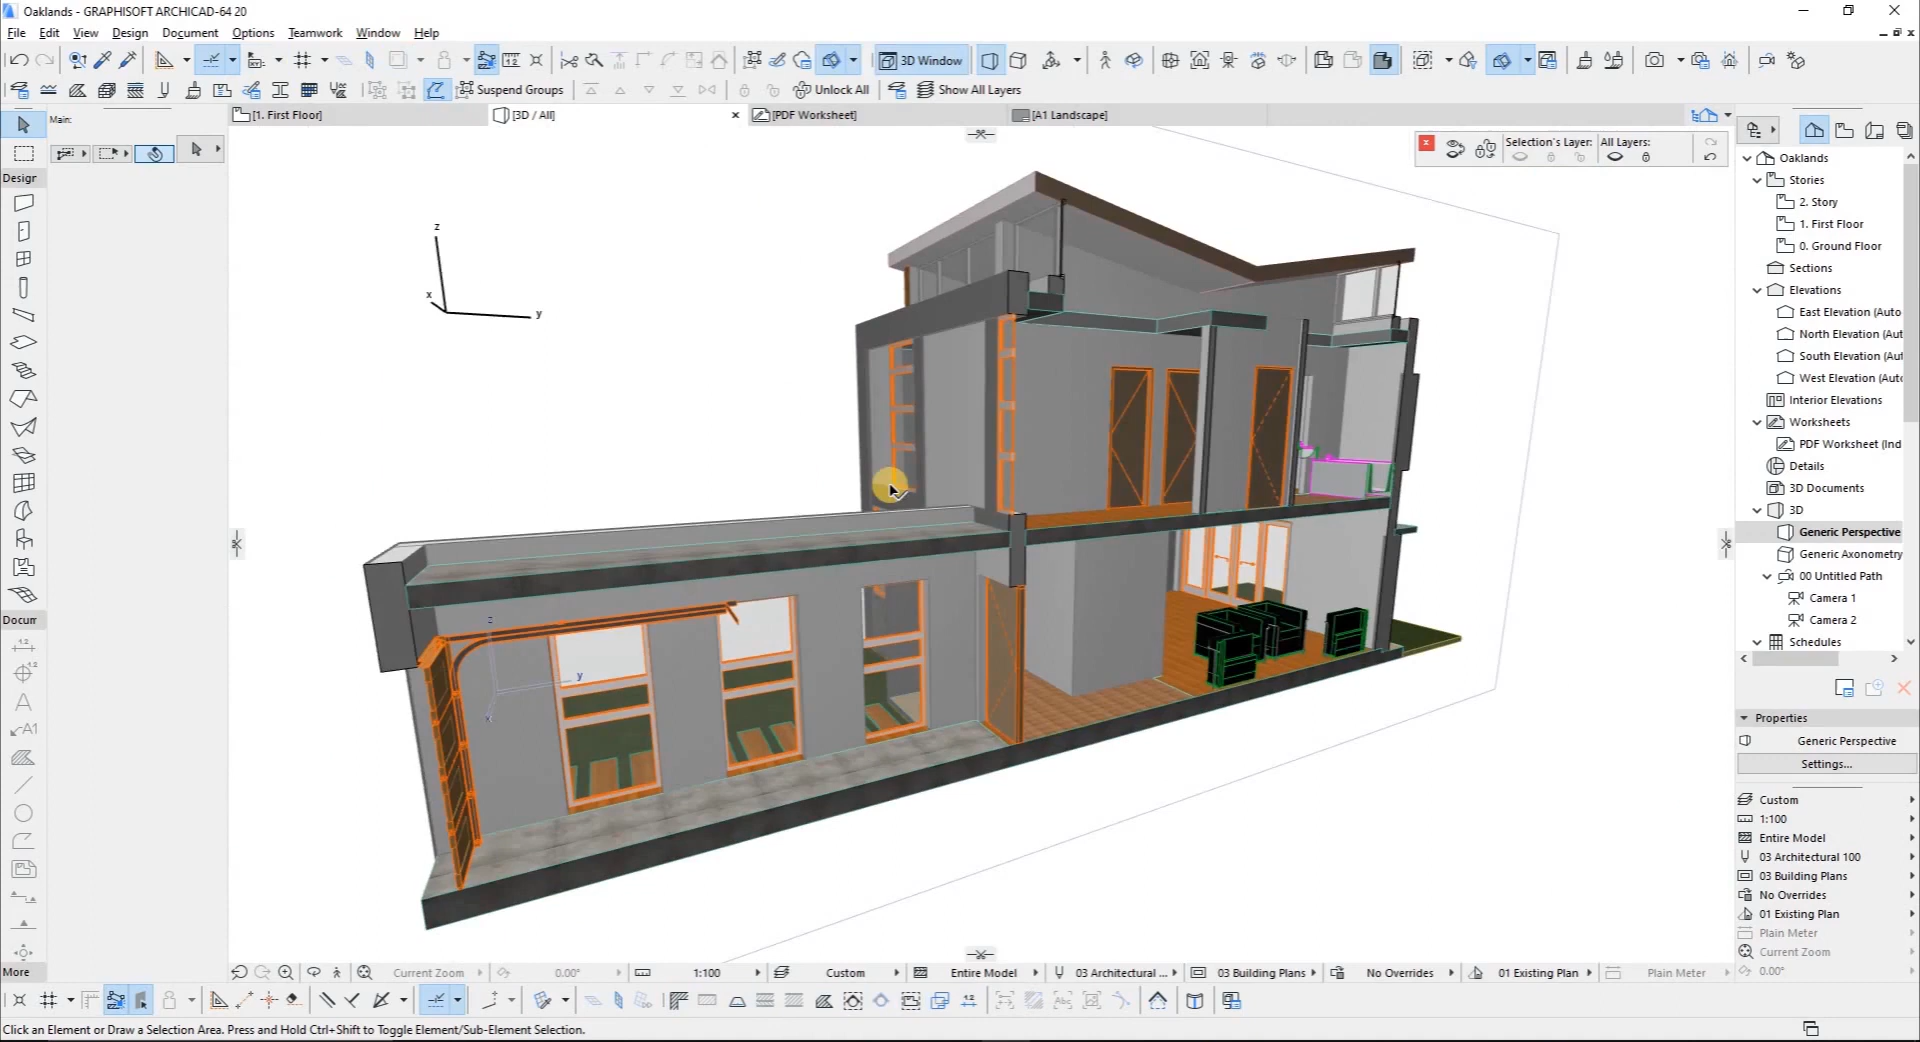 Oaklands - GRAPHISOFT ARCHICAD-64 20
File Edit View Design Document Options Teamwork Window Help
3D Window
Suspend Groups
Unlock All
Show All Layers
[1. First Floor]
[3D / All]
[PDF Worksheet]
[A1 Landscape]
Main:
Selection's Layer:
All Layers:
Design
z
x
y
z
y
x
Oaklands
Stories
2. Story
1. First Floor
0. Ground Floor
Sections
Elevations
East Elevation (Auto
North Elevation (Aut
South Elevation (Aut
West Elevation (Auto
Interior Elevations
Worksheets
PDF Worksheet (Ind
Details
3D Documents
3D
Generic Perspective
Generic Axonometry
00 Untitled Path
Camera 1
Camera 2
Schedules
Docum
A
A1
More
Properties
Generic Perspective
Settings...
Custom
1:100
Entire Model
03 Architectural 100
03 Building Plans
No Overrides
01 Existing Plan
Plain Meter
Current Zoom
0.00°
Current Zoom 0.00° 1:100 Custom Entire Model 03 Architectural ... 03 Building Plans No Overrides 01 Existing Plan Plain Meter
Click an Element or Draw a Selection Area. Press and Hold Ctrl+Shift to Toggle Element/Sub-Element Selection.